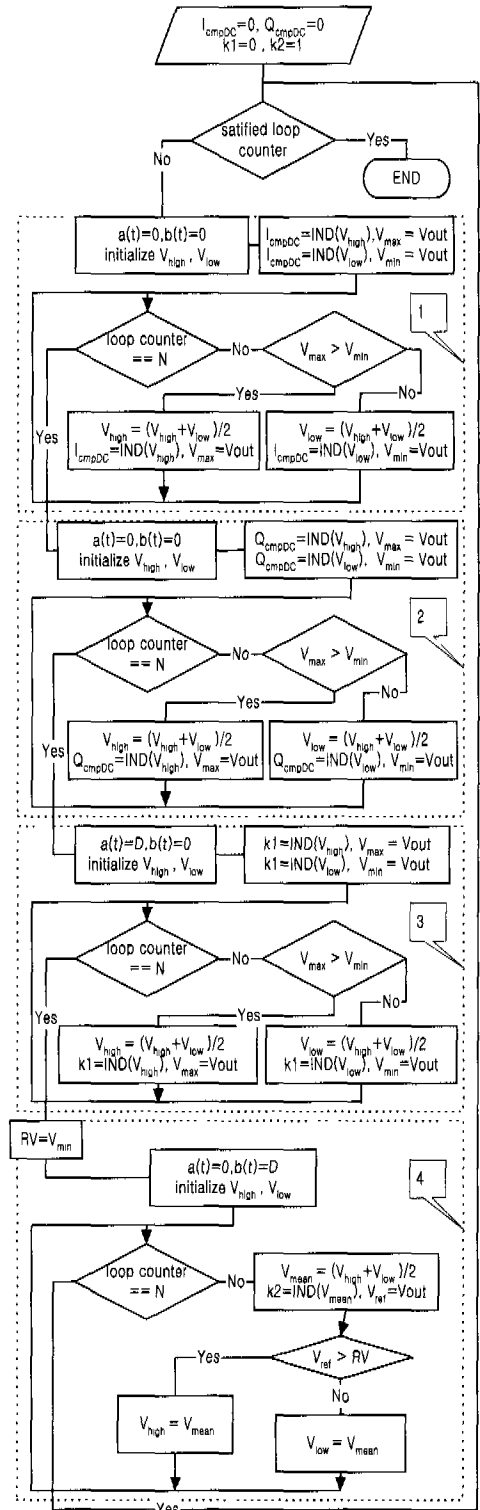 I_cmpDC=0, Q_cmpDC=0
k1=0 , k2=1
satified loop
counter
No
Yes
END
a(t)=0,b(t)=0
initialize V_high , V_low
I_cmpDC=IND(V_high),V_max = Vout
I_cmpDC=IND(V_low), V_min = Vout
1
loop counter
== N
No
V_max > V_min
Yes
No
Yes
V_high = (V_high+V_low)/2
I_cmpDC=IND(V_high), V_max=Vout
V_low = (V_high+V_low)/2
I_cmpDC=IND(V_low), V_min=Vout
a(t)=0,b(t)=0
initialize V_high , V_low
Q_cmpDC=IND(V_high), V_max = Vout
Q_cmpDC=IND(V_low), V_min = Vout
2
loop counter
== N
No
V_max > V_min
Yes
No
Yes
V_high = (V_high+V_low)/2
Q_cmpDC=IND(V_high), V_max=Vout
V_low = (V_high+V_low)/2
Q_cmpDC=IND(V_low), V_min=Vout
a(t)=D,b(t)=0
initialize V_high , V_low
k1=IND(V_high), V_max = Vout
k1=IND(V_low), V_min = Vout
3
loop counter
== N
No
V_max > V_min
Yes
No
Yes
V_high = (V_high+V_low)/2
k1=IND(V_high), V_max=Vout
V_low = (V_high+V_low)/2
k1=IND(V_low), V_min=Vout
RV=V_min
a(t)=0,b(t)=D
initialize V_high , V_low
4
loop counter
== N
No
V_mean = (V_high+V_low)/2
k2=IND(V_mean), V_ref=Vout
Yes
V_ref > RV
No
V_high = V_mean
V_low = V_mean
Yes